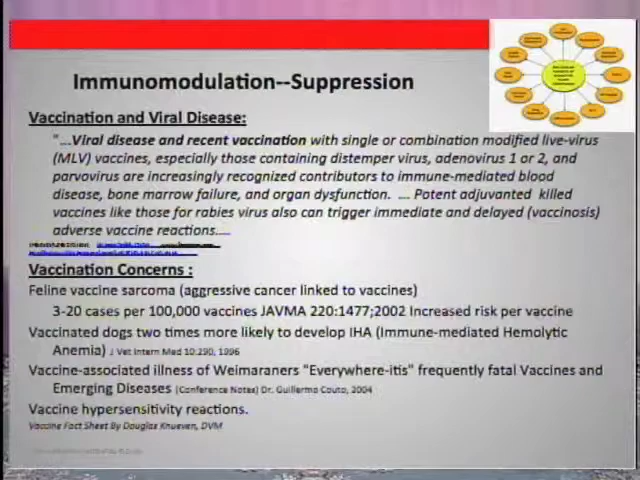 Immunomodulation--Suppression
Vaccination and Viral Disease:
"...Viral disease and recent vaccination with single or combination modified live-virus
(MLV) vaccines, especially those containing distemper virus, adenovirus 1 or 2, and
parvovirus are increasingly recognized contributors to immune-mediated blood
disease, bone marrow failure, and organ dysfunction. .... Potent adjuvanted killed
vaccines like those for rabies virus also can trigger immediate and delayed (vaccinosis)
adverse vaccine reactions....
Vaccination Concerns :
Feline vaccine sarcoma (aggressive cancer linked to vaccines)
3-20 cases per 100,000 vaccines JAVMA 220:1477;2002 Increased risk per vaccine
Vaccinated dogs two times more likely to develop IHA (Immune-mediated Hemolytic
Anemia) J Vet Intern Med 10:290, 1996
Vaccine-associated illness of Weimaraners "Everywhere-itis" frequently fatal Vaccines and
Emerging Diseases (Conference Notes) Dr. Guillermo Couto, 2004
Vaccine hypersensitivity reactions.
Vaccine Fact Sheet By Douglas Knueven, DVM